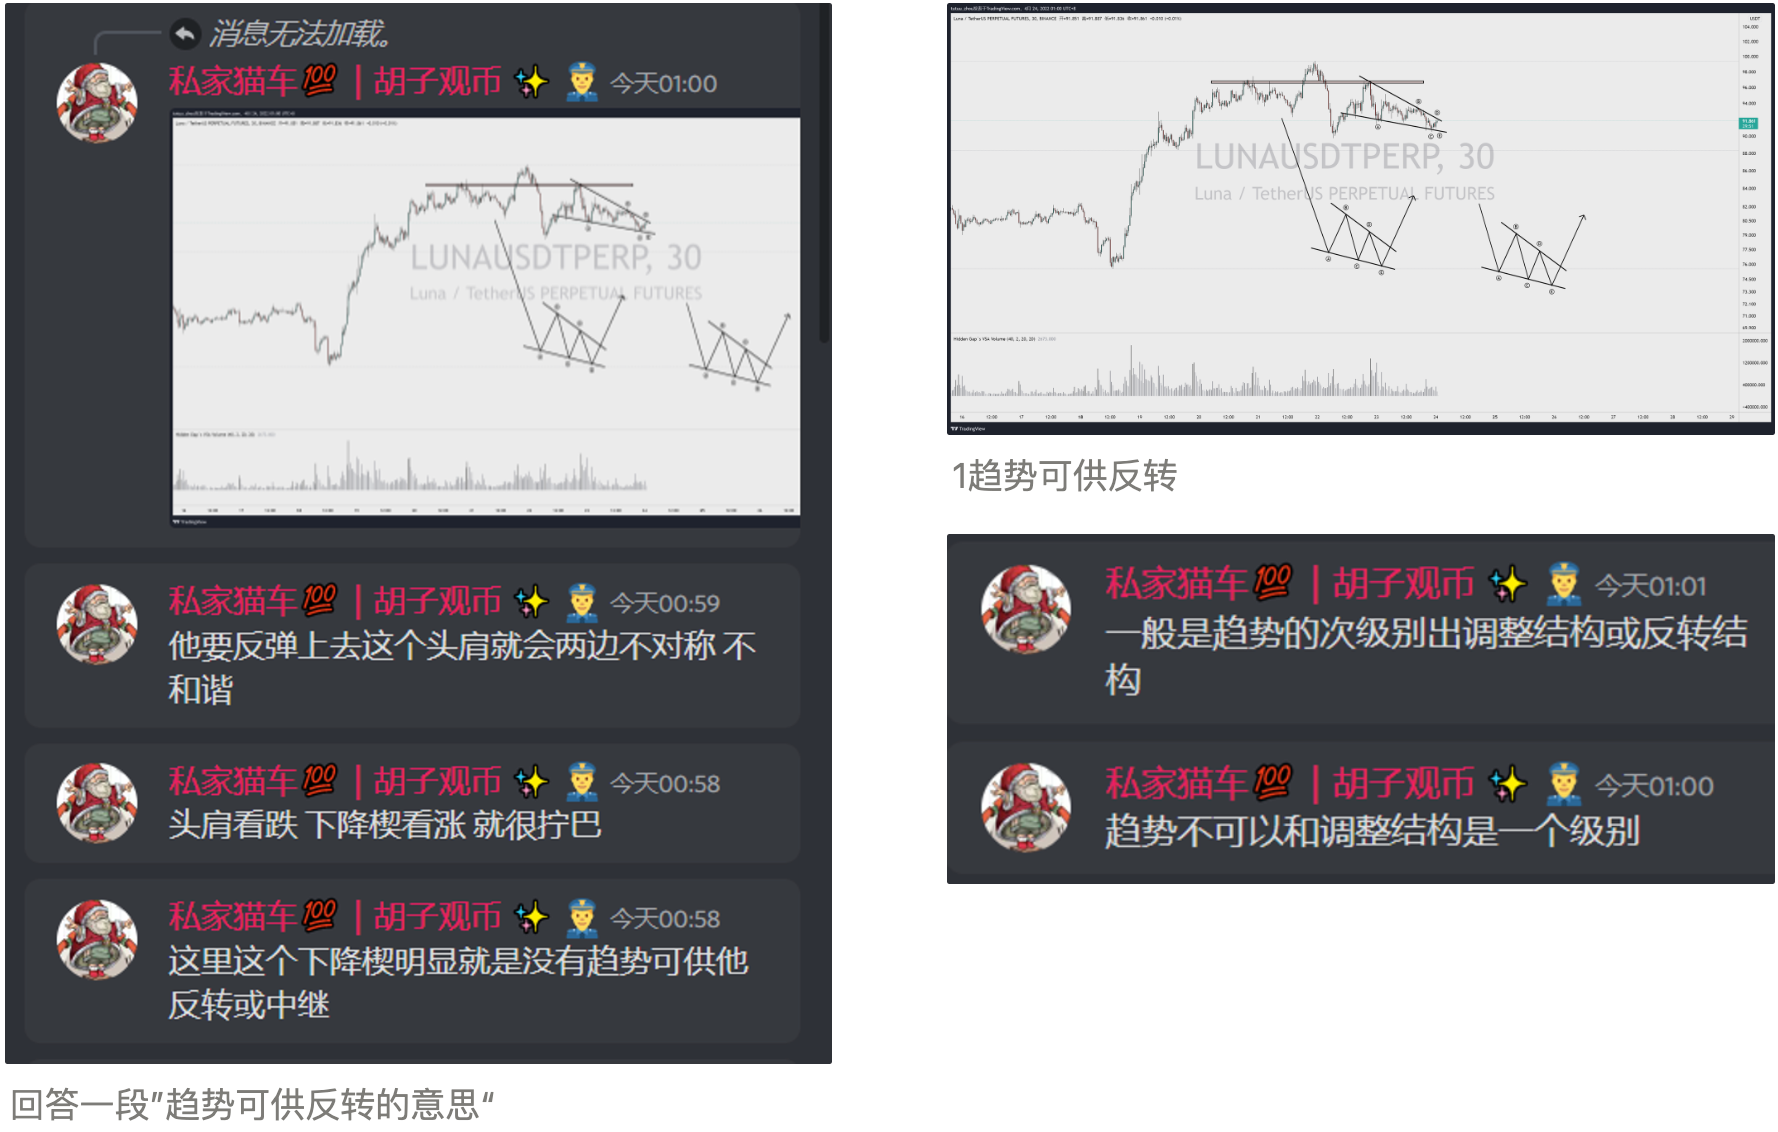 消息无法加载。
私家猫车💯 | 胡子观币 ✨ 👮 今天01:00
LUNAUSDTPERP, 30
Luna / TetherUS PERPETUAL FUTURES
TradingView
私家猫车💯 | 胡子观币 ✨ 👮 今天00:59
他要反弹上去这个头肩就会两边不对称 不
和谐
私家猫车💯 | 胡子观币 ✨ 👮 今天00:58
头肩看跌 下降楔看涨 就很拧巴
私家猫车💯 | 胡子观币 ✨ 👮 今天00:58
这里这个下降楔明显就是没有趋势可供他
反转或中继
回答一段”趋势可供反转的意思“
LUNAUSDTPERP, 30
Luna / TetherUS PERPETUAL FUTURES
TradingView
1趋势可供反转
私家猫车💯 | 胡子观币 ✨ 👮 今天01:01
一般是趋势的次级别出调整结构或反转结
构
私家猫车💯 | 胡子观币 ✨ 👮 今天01:00
趋势不可以和调整结构是一个级别